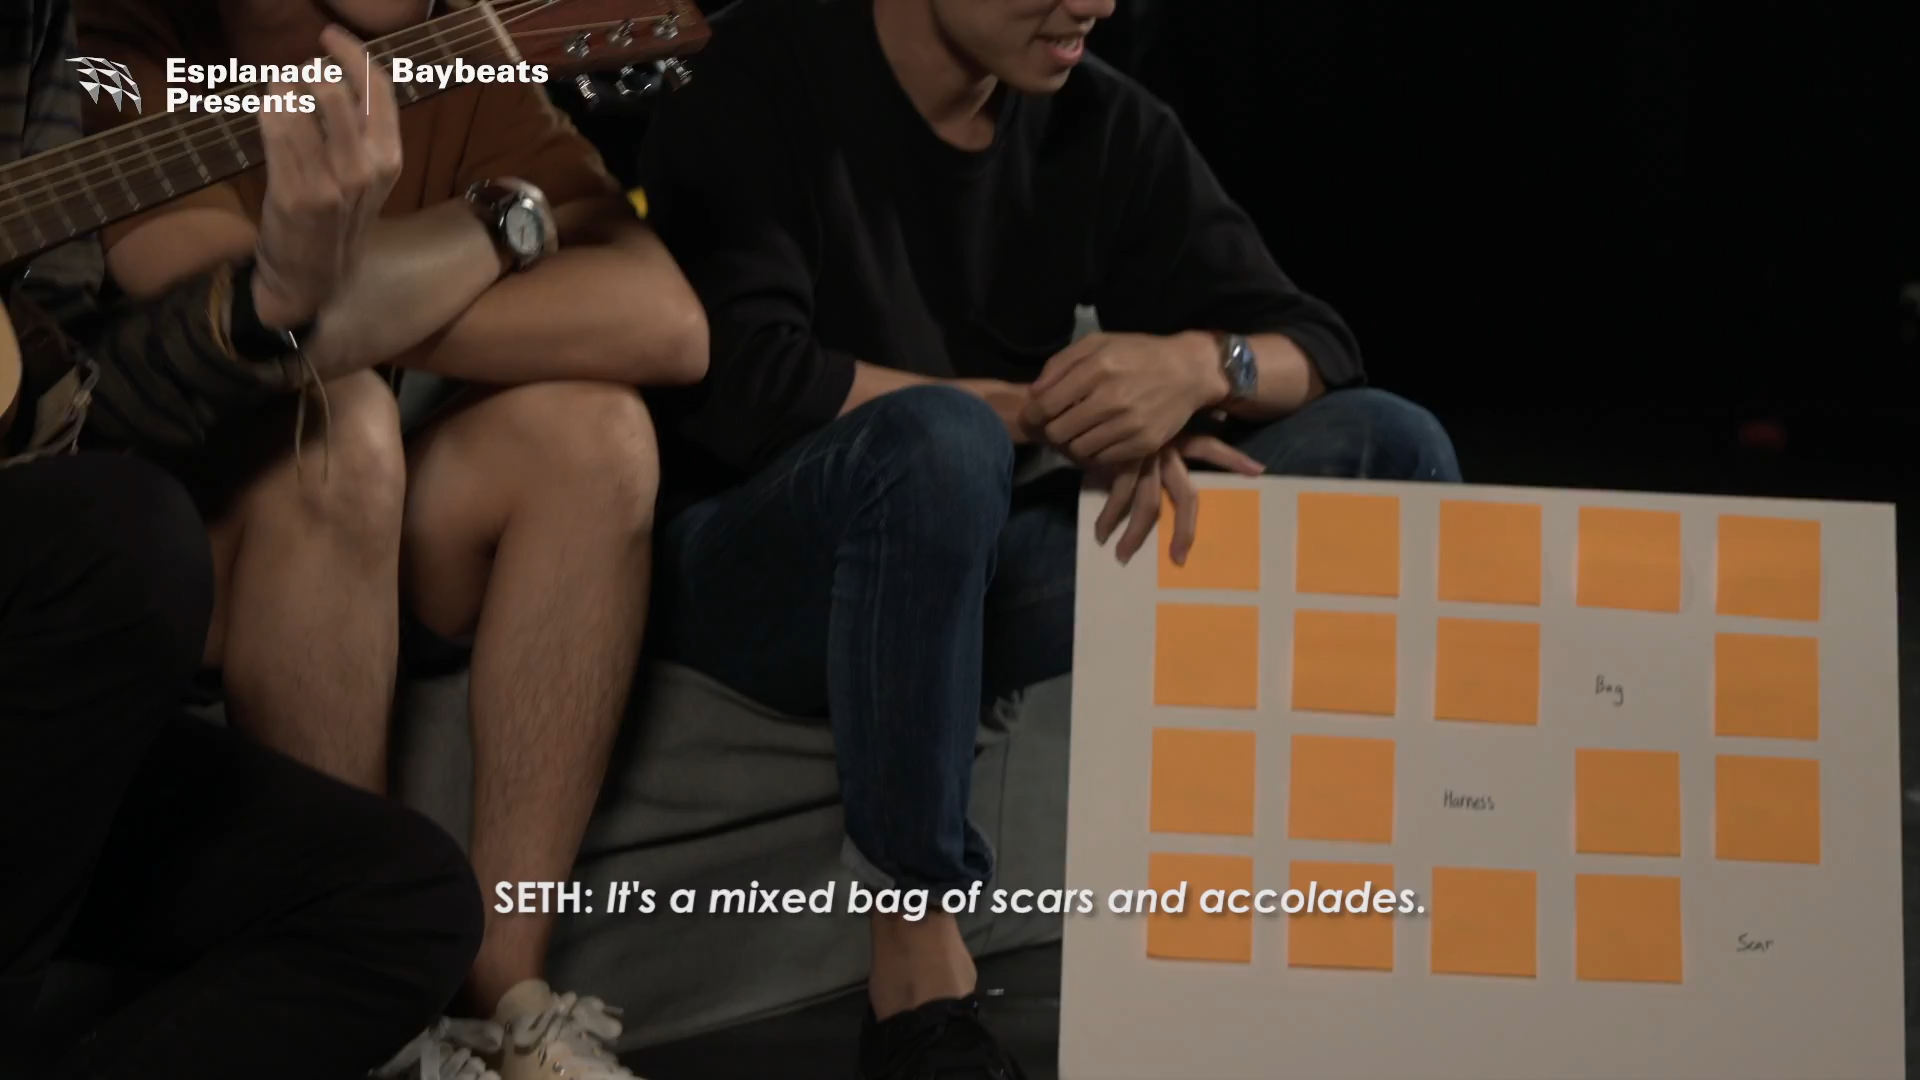 Esplanade
Presents
Baybeats
Bag
Harness
SETH: It's a mixed bag of scars and accolades.
Scar